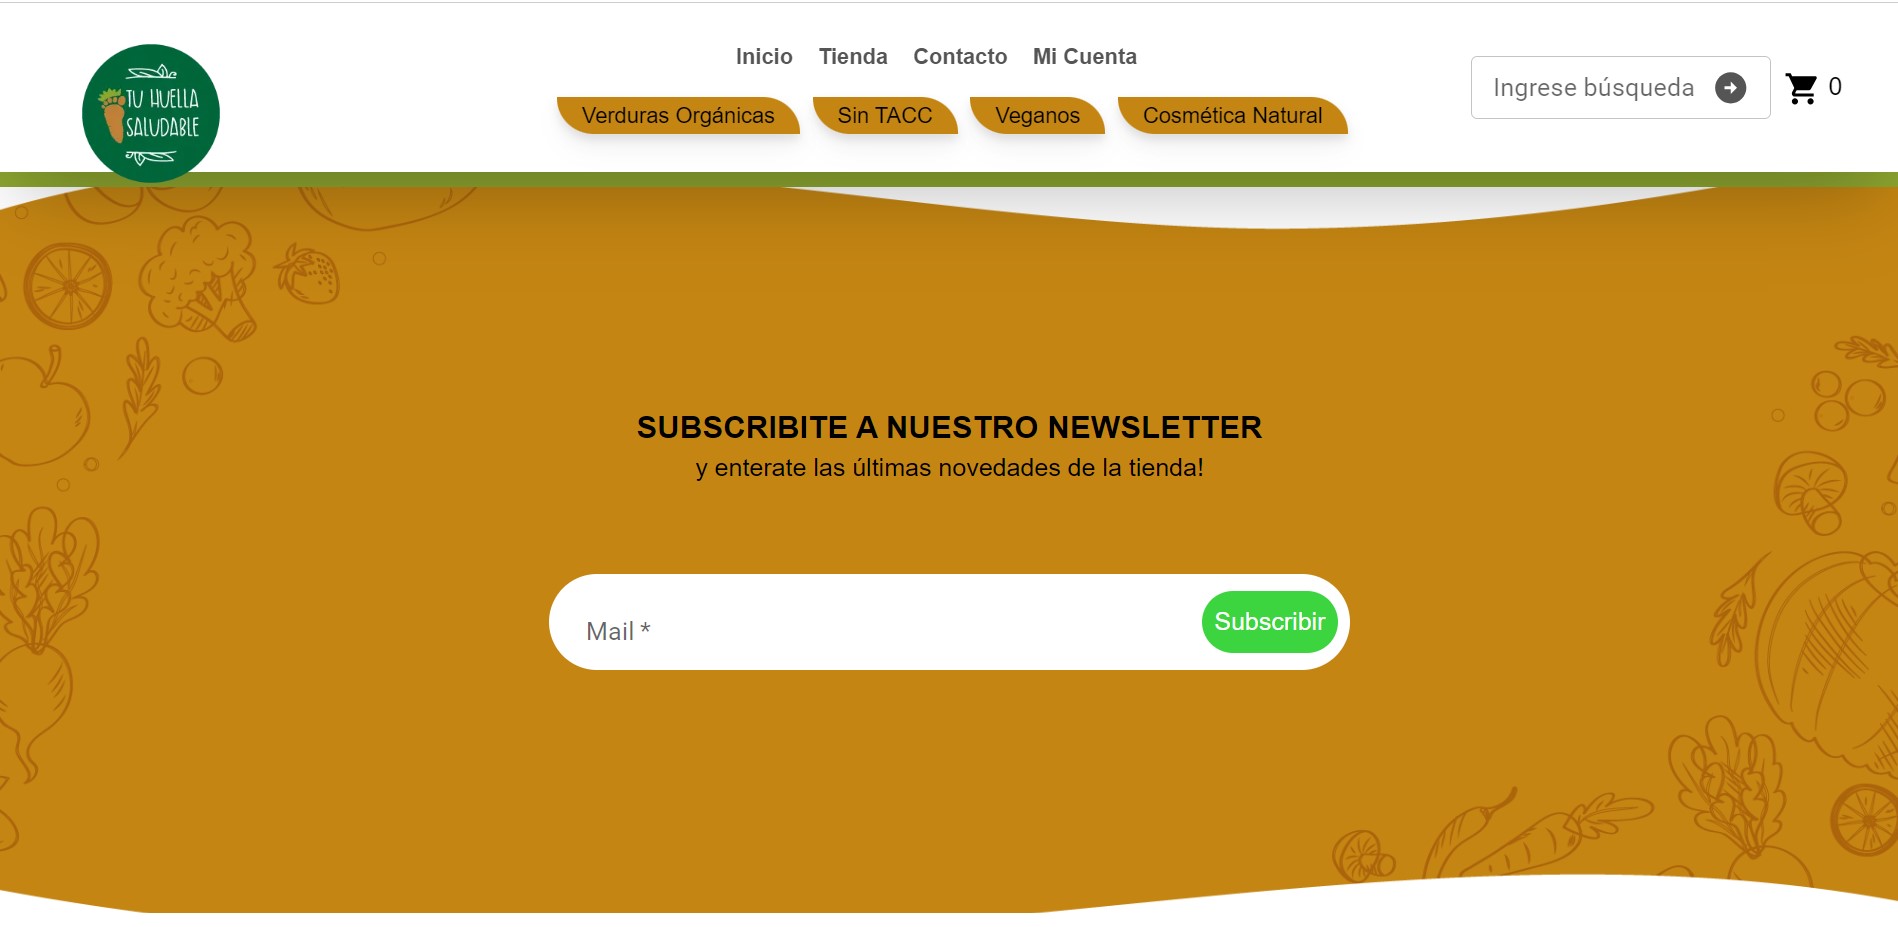 TU HUELLA
SALUDABLE
Inicio Tienda Contacto Mi Cuenta
Verduras Orgánicas Sin TACC Veganos Cosmética Natural
Ingrese búsqueda 0
SUBSCRIBITE A NUESTRO NEWSLETTER
y enterate las últimas novedades de la tienda!
Mail * Subscribir